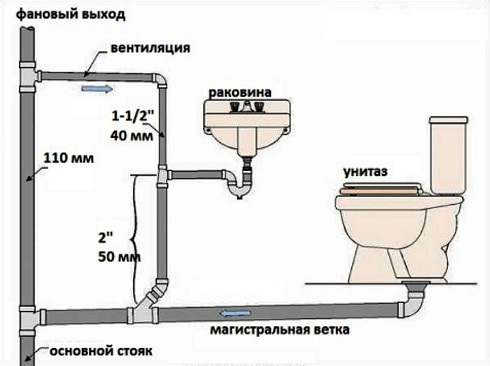 фановый выход
вентиляция
1-1/2"
40 мм
раковина
110 мм
унитаз
2"
50 мм
магистральная ветка
основной стояк